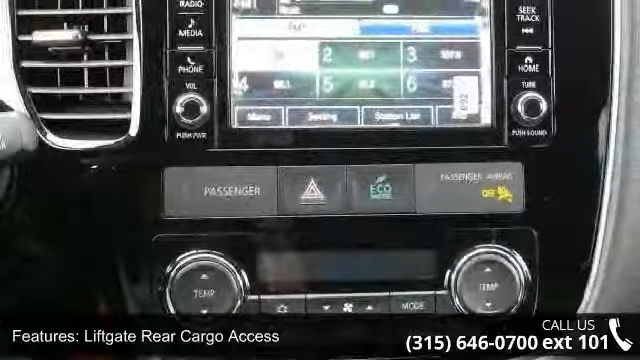 RADIO
SEEK
TRACK
MEDIA
2
3
PHONE
HOME
VOL
TUNE
4
5
6
Menu
Setting
Station List
PUSH PWR
PUSH SOUND
PASSENGER
ECO
MODE
PASSENGER AIRBAG
OFF
TEMP
TEMP
MODE
Features: Liftgate Rear Cargo Access
CALL US
(315) 646-0700 ext 101